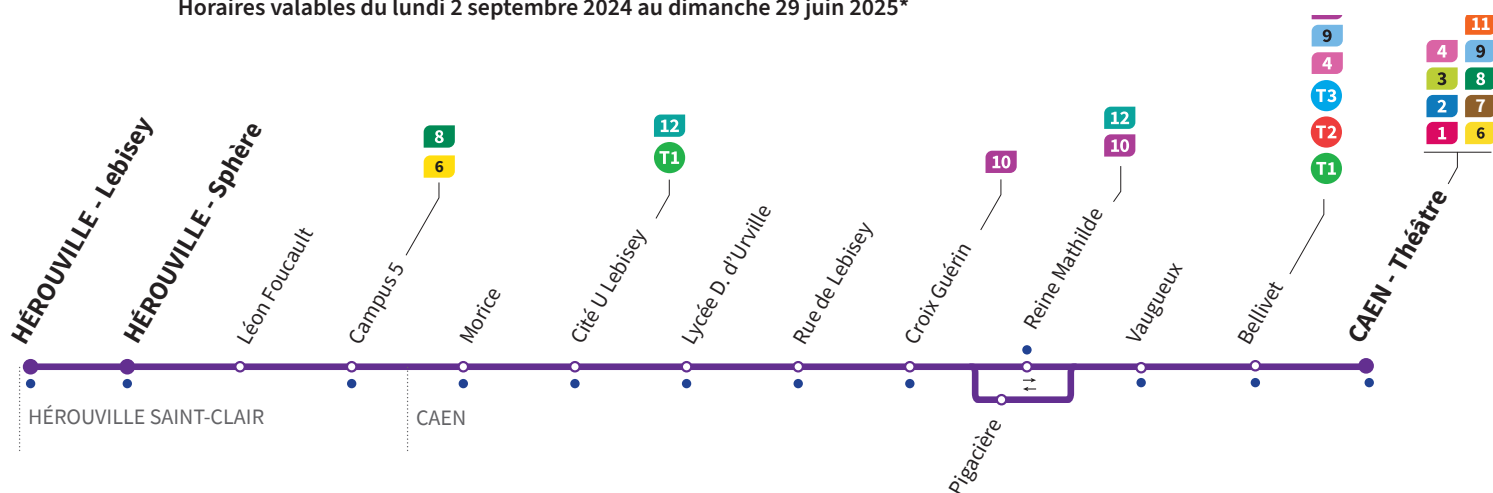 Horaires valables du lundi 2 septembre 2024 au dimanche 29 juin 2025*
HÉROUVILLE - Lebisey
HÉROUVILLE - Sphère
Léon Foucault
Campus 5
8
6
Morice
Cité U Lebisey
12
T1
Lycée D. d'Urville
Rue de Lebisey
Croix Guérin
10
Pigacière
Reine Mathilde
12
10
Vaugueux
Bellivet
9
4
T3
T2
T1
CAEN - Théâtre
11
4 9
3 8
2 7
1 6
HÉROUVILLE SAINT-CLAIR
CAEN